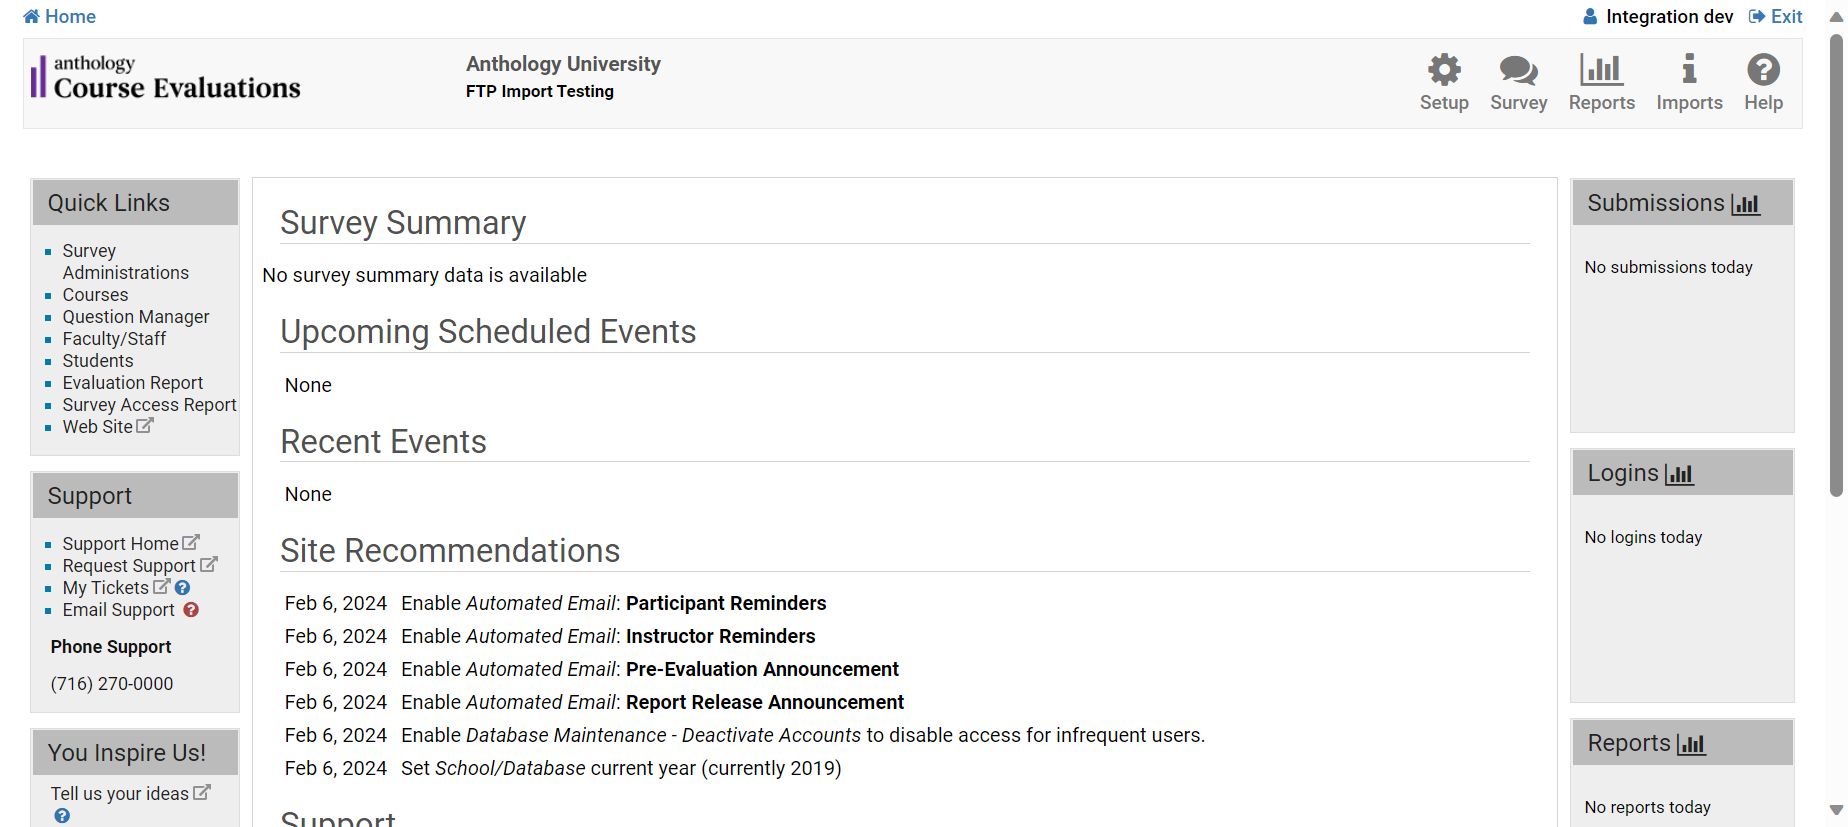 Home
Integration dev
Exit
anthology
Course Evaluations
Anthology University
FTP Import Testing
Setup
Survey
Reports
Imports
Help
Quick Links
Survey
Administrations
Courses
Question Manager
Faculty/Staff
Students
Evaluation Report
Survey Access Report
Web Site
Support
Support Home
Request Support
My Tickets
Email Support
Phone Support
(716) 270-0000
You Inspire Us!
Tell us your ideas
Survey Summary
No survey summary data is available
Upcoming Scheduled Events
None
Recent Events
None
Site Recommendations
Feb 6, 2024 Enable Automated Email: Participant Reminders
Feb 6, 2024 Enable Automated Email: Instructor Reminders
Feb 6, 2024 Enable Automated Email: Pre-Evaluation Announcement
Feb 6, 2024 Enable Automated Email: Report Release Announcement
Feb 6, 2024 Enable Database Maintenance - Deactivate Accounts to disable access for infrequent users.
Feb 6, 2024 Set School/Database current year (currently 2019)
Support
Submissions
No submissions today
Logins
No logins today
Reports
No reports today